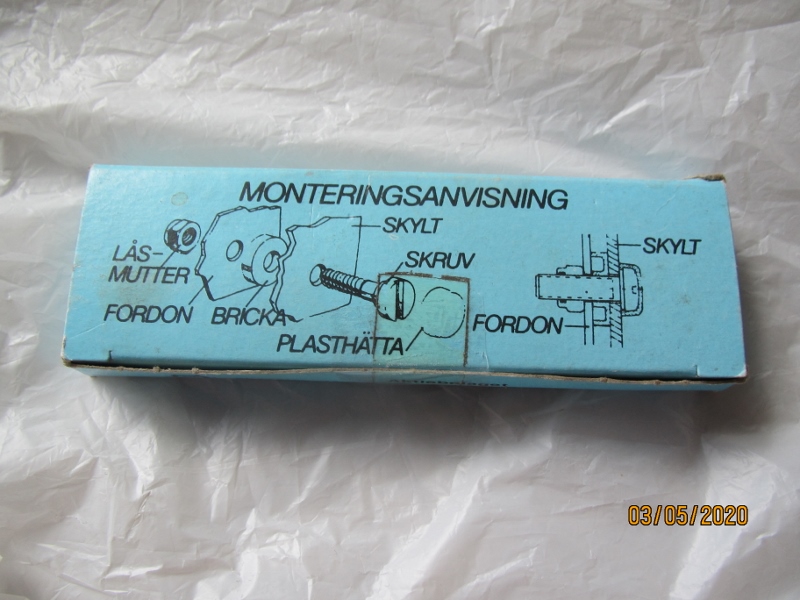 MONTERINGSANVISNING
SKYLT
LÅS-
MUTTER
SKRUV
SKYLT
FORDON
BRICKA
FORDON
PLASTHÄTTA
03/05/2020